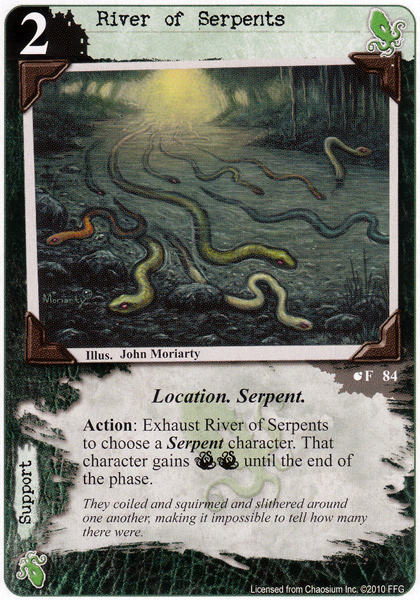 2
River of Serpents
Moriarty
Illus. John Moriarty
F 84
Location. Serpent.
Action: Exhaust River of Serpents
to choose a Serpent character. That
character gains until the end of
the phase.
Support
They coiled and squirmed and slithered around
one another, making it impossible to tell how many
there were.
Licensed from Chaosium Inc. ©2010 FFG